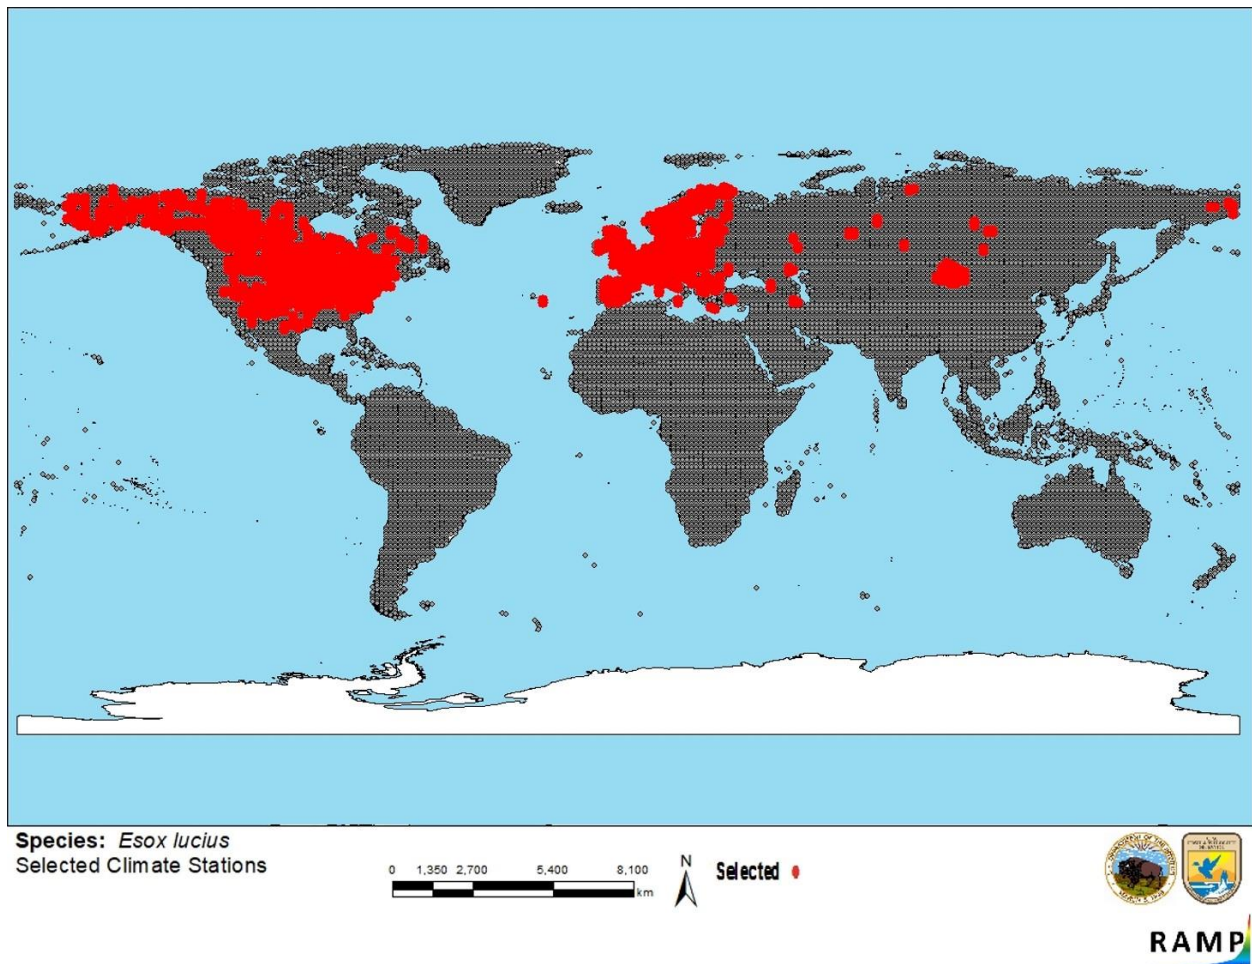 Species: Esox lucius
Selected Climate Stations
0 1,350 2,700 5,400 8,100
km
N
Selected
RAMP